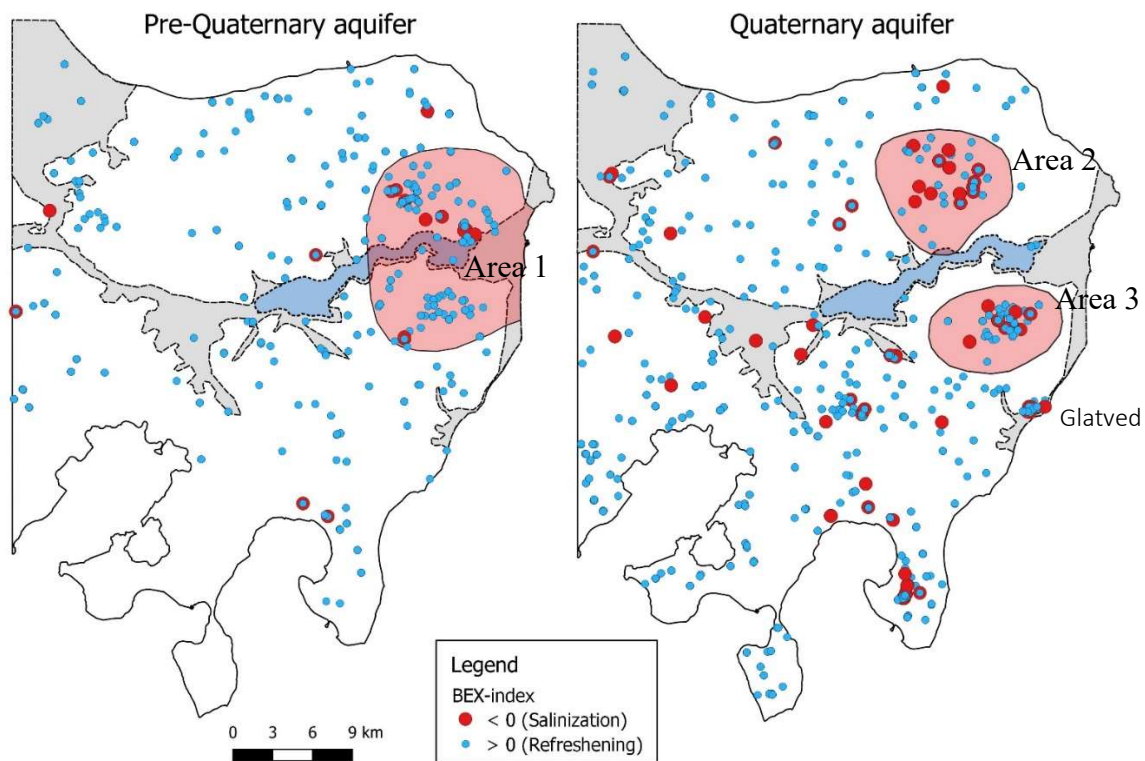 Pre-Quaternary aquifer
Quaternary aquifer
Area 2
Area 1
Area 3
Glatved
Legend
BEX-index
< 0 (Salinization)
> 0 (Refreshening)
0 3 6 9 km